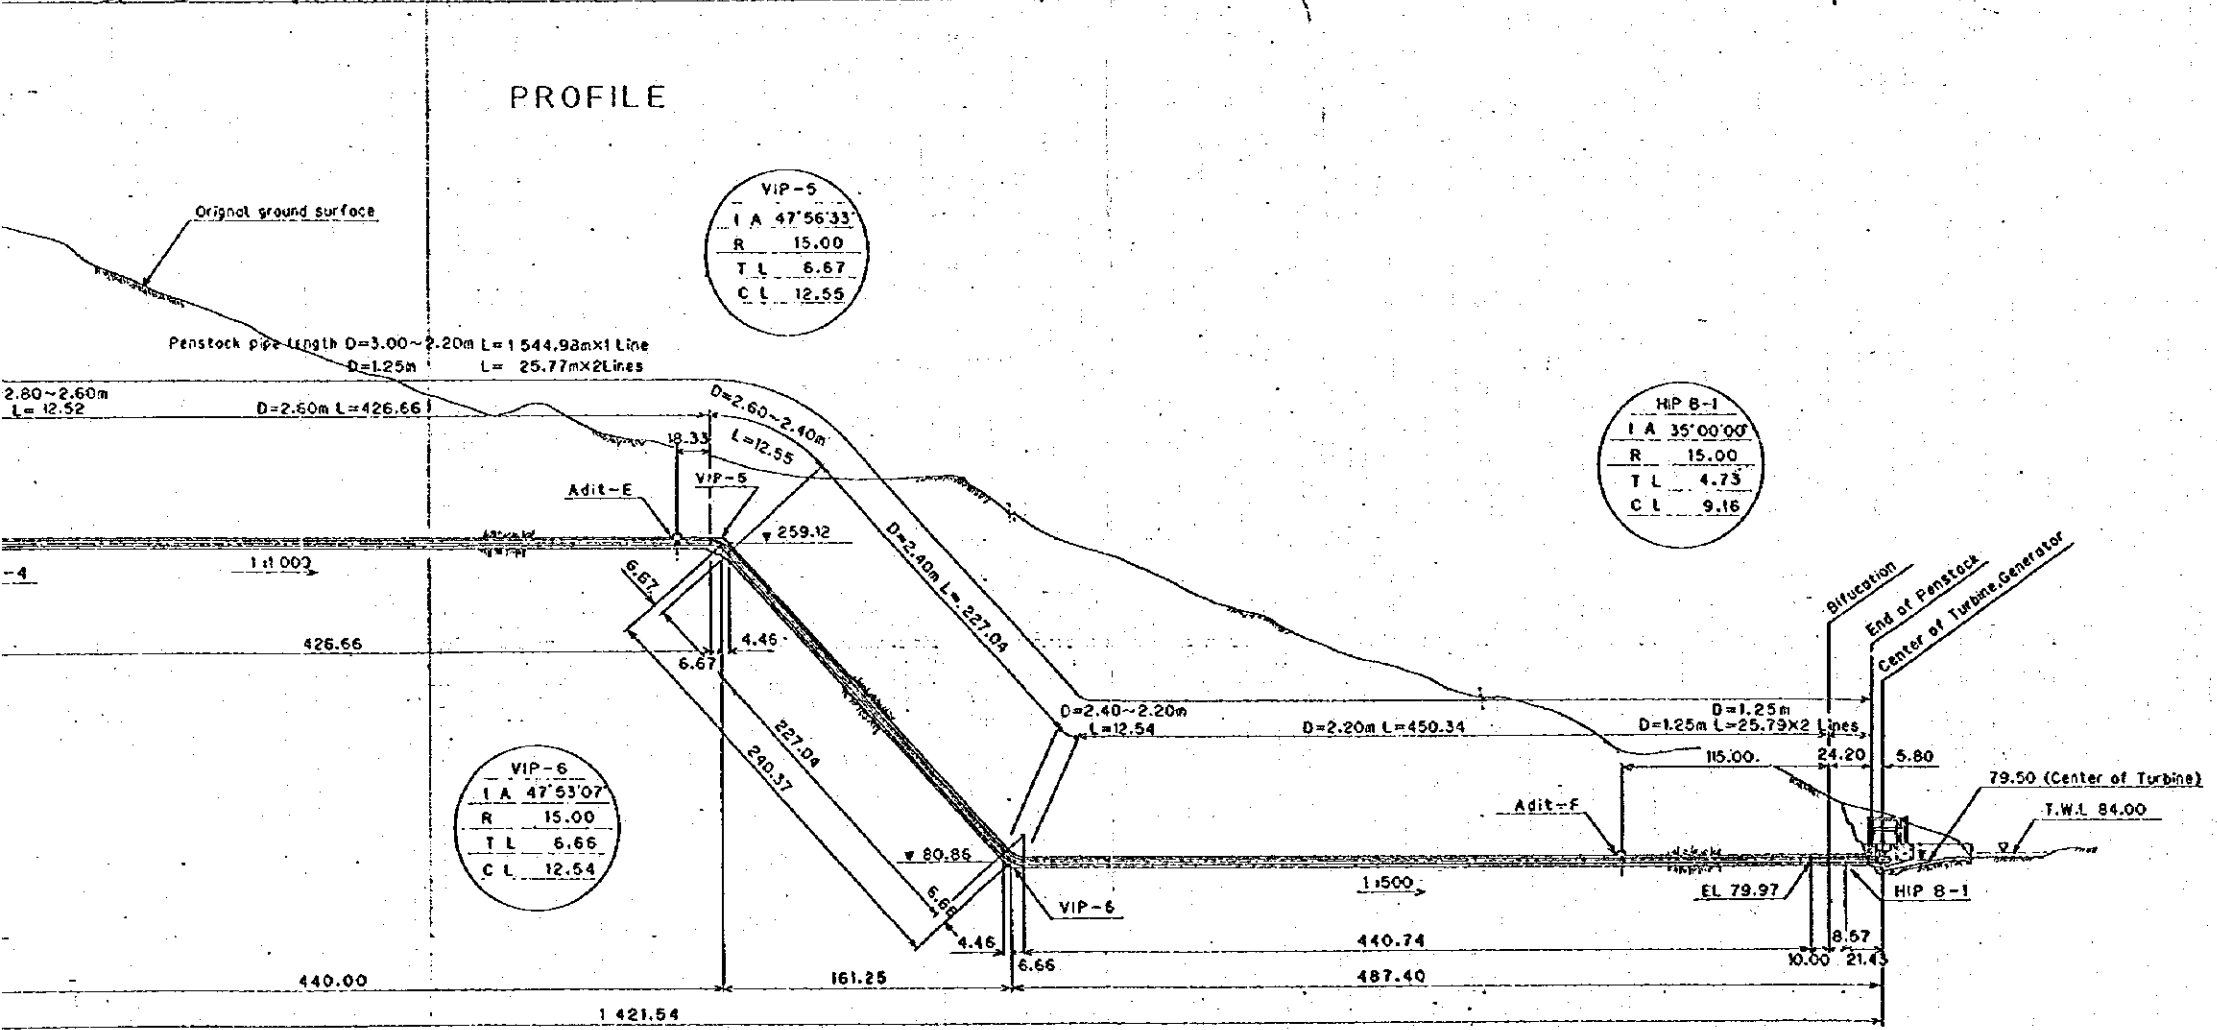 PROFILE
VIP-5
I A 47°56'33"
R 15.00
T L 6.67
C L 12.55
Orignal ground surface
Penstock pipe length D=3.00~2.20m L=1544.98m×1 Line
D=1.25m L= 25.77m×2Lines
2.80~2.60m
L= 12.52
D=2.60m L=426.66
D=2.60~2.40m
L=12.55
18.33
HIP 8-1
I A 35°00'00"
R 15.00
T L 4.73
C L 9.16
Adit-E
VIP-5
▼ 259.12
D=2.40m L=227.04
1:1000
-4
6.67
Bifucation
End of Penstock
Center of Turbine,Generator
426.66
6.67
4.46
227.04
240.37
D=2.40~2.20m
L=12.54
D=2.20m L=450.34
D=1.25m
D=1.25m L=25.79×2 Lines
115.00
24.20
5.80
79.50 (Center of Turbine)
T.W.L 84.00
VIP-6
I A 47°53'07"
R 15.00
T L 6.66
C L 12.54
Adit-F
▼ 80.86
1:500
EL 79.97
HIP 8-1
6.66
VIP-6
4.46
6.66
440.74
10.00
8.57
21.43
440.00
161.25
487.40
1 421.54